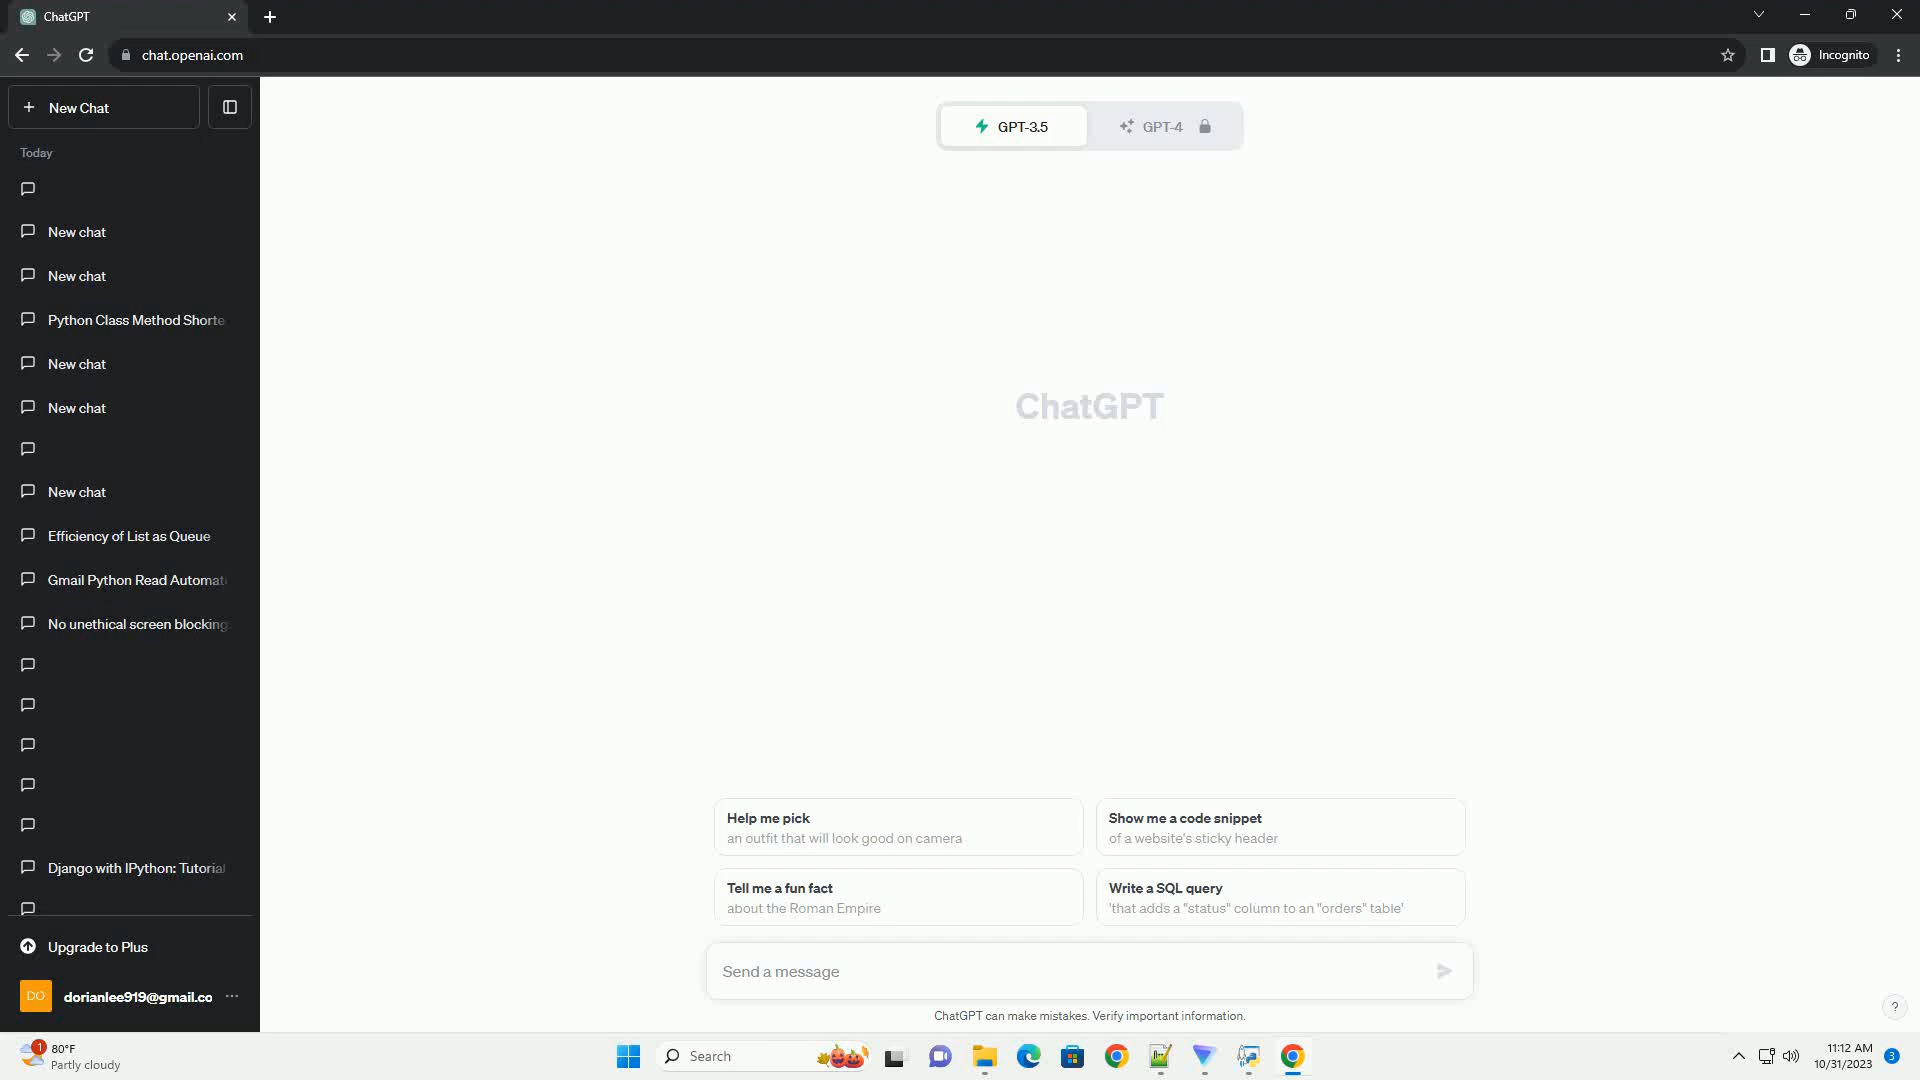 ChatGPT
chat.openai.com
Incognito
New Chat
Today
New chat
New chat
Python Class Method Shorte
New chat
New chat
New chat
Efficiency of List as Queue
Gmail Python Read Automat
No unethical screen blocking
Django with IPython: Tutorial
Upgrade to Plus
DO
dorianlee919@gmail.co
GPT-3.5
GPT-4
ChatGPT
Help me pick
an outfit that will look good on camera
Show me a code snippet
of a website's sticky header
Tell me a fun fact
about the Roman Empire
Write a SQL query
'that adds a "status" column to an "orders" table'
Send a message
ChatGPT can make mistakes. Verify important information.
?
1
80°F
Partly cloudy
Search
11:12 AM
10/31/2023
3